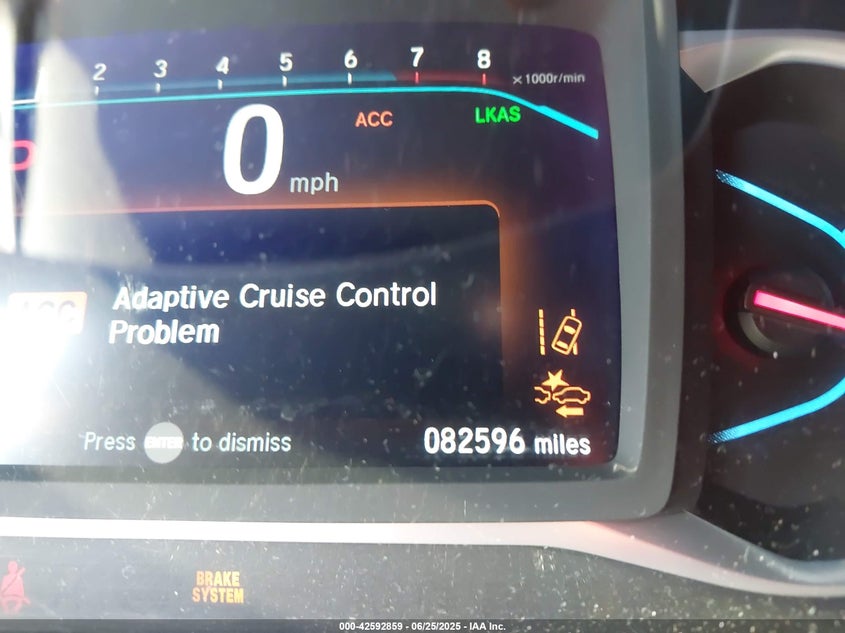 2 3 4 5 6 7 8 ×1000r/min
0 mph
ACC
LKAS
Adaptive Cruise Control
Problem
Press ENTER to dismiss
082596 miles
BRAKE
SYSTEM
000-42592859 - 06/25/2025 - IAA Inc.